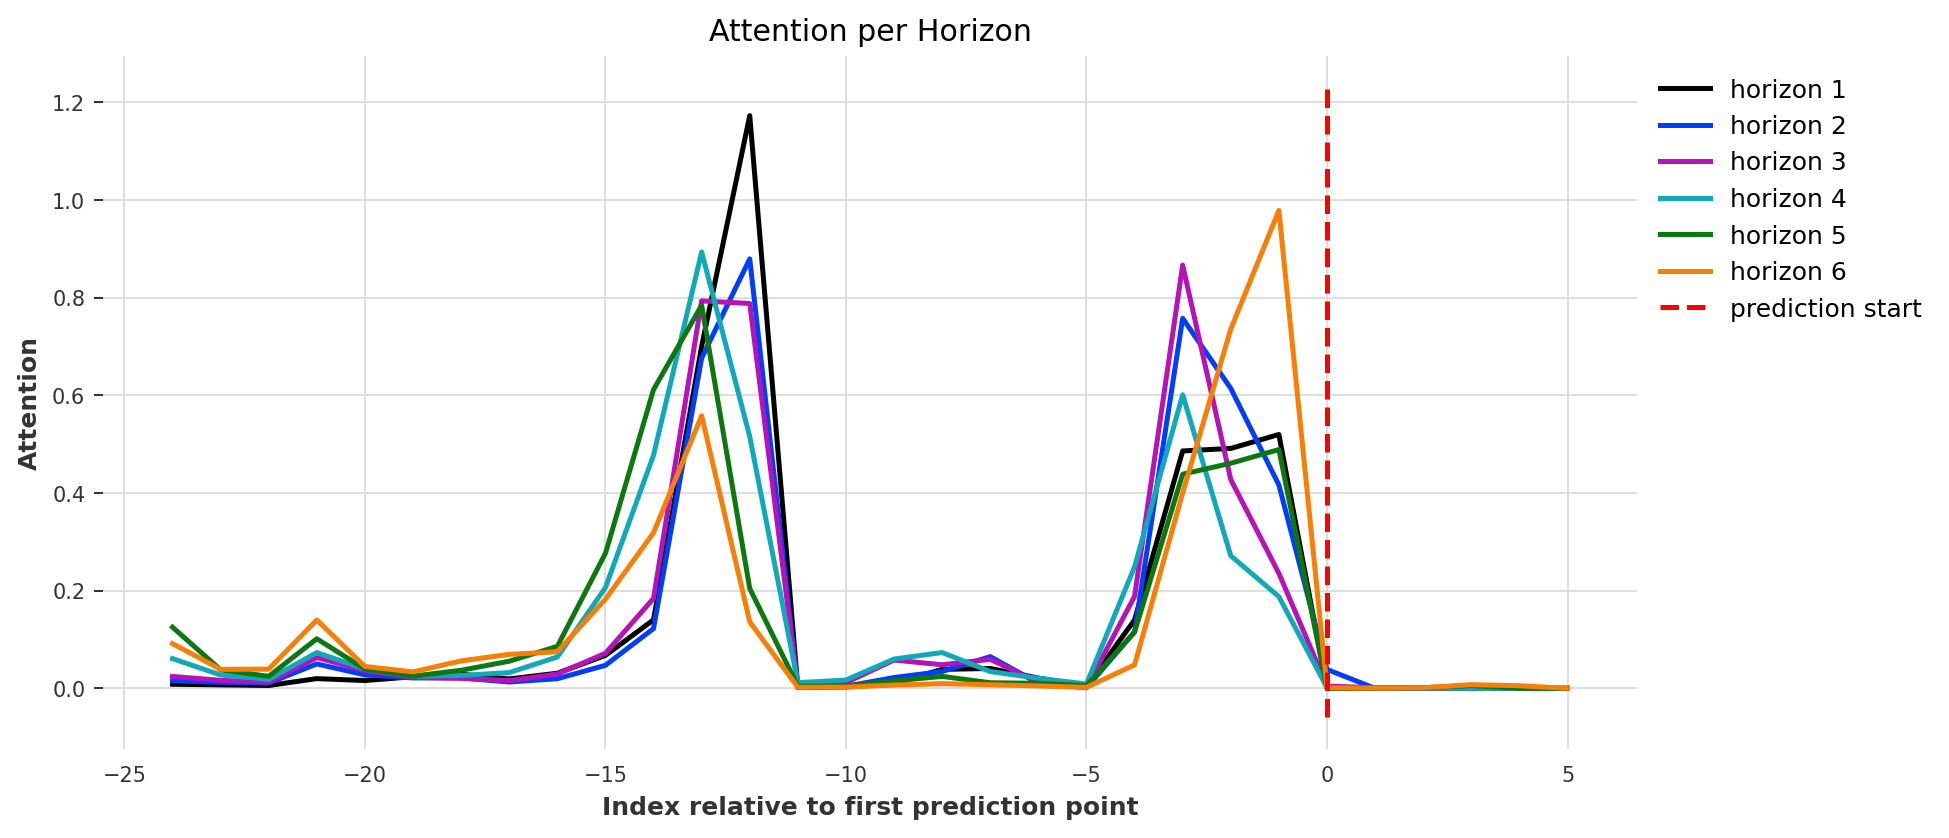 Attention per Horizon
1.2
1.0
0.8
0.6
0.4
0.2
0.0
Attention
−25
−20
−15
−10
−5
0
5
Index relative to first prediction point
horizon 1
horizon 2
horizon 3
horizon 4
horizon 5
horizon 6
prediction start